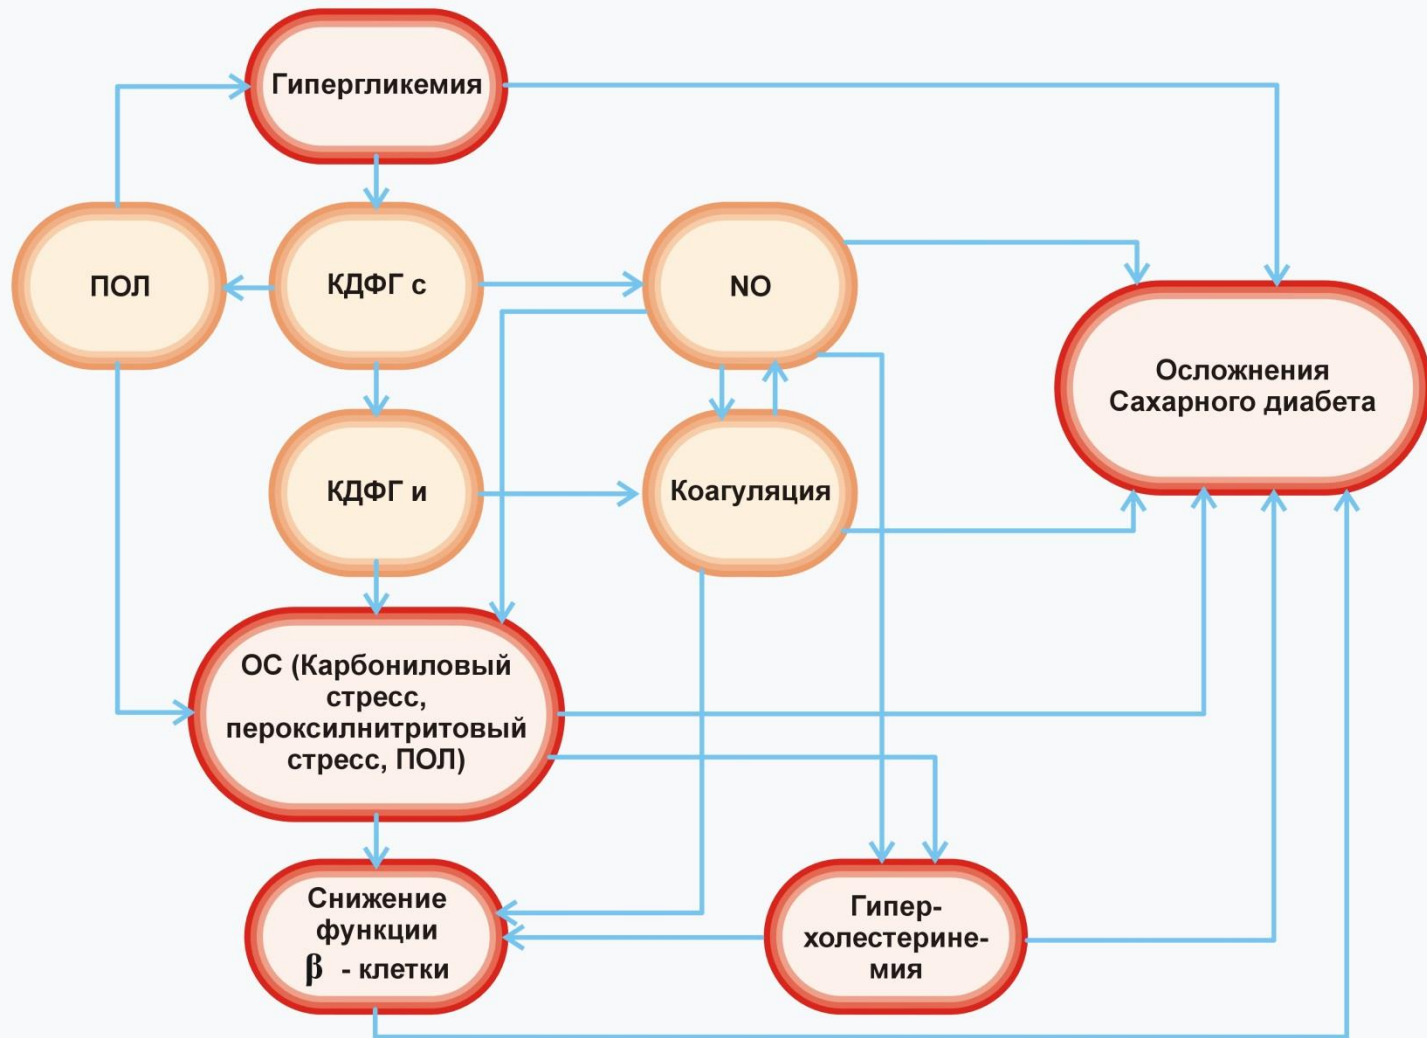 Гипергликемия
ПОЛ
КДФГ с
NO
Осложнения
Сахарного диабета
КДФГ и
Коагуляция
ОС (Карбониловый
стресс,
пероксилнитритовый
стресс, ПОЛ)
Снижение
функции
β - клетки
Гипер-
холестерине-
мия